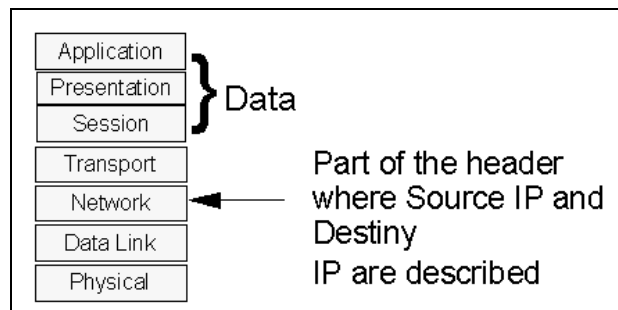 Application
Presentation
Session
Transport
Network
Data Link
Physical
} Data
Part of the header
where Source IP and
Destiny
IP are described